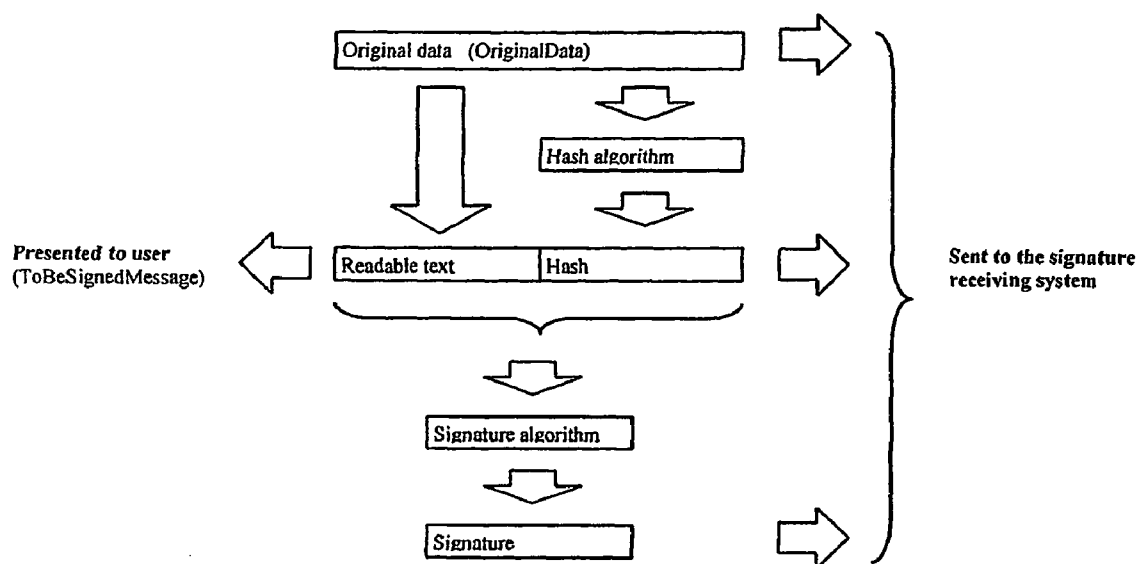 Original data (OriginalData)
Hash algorithm
Presented to user
(ToBeSignedMessage)
Readable text
Hash
Sent to the signature
receiving system
Signature algorithm
Signature